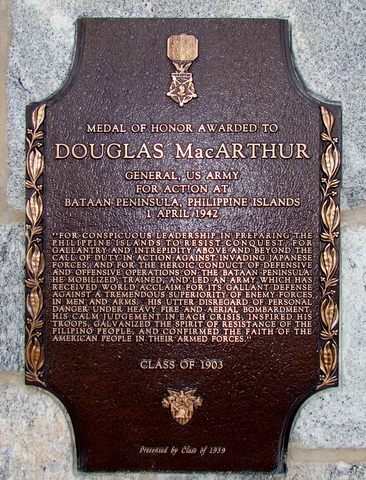 MEDAL OF HONOR AWARDED TO
DOUGLAS MacARTHUR
GENERAL, US ARMY
FOR ACTION AT
BATAAN PENINSULA, PHILIPPINE ISLANDS
1 APRIL 1942
"FOR CONSPICUOUS LEADERSHIP IN PREPARING THE
PHILIPPINE ISLANDS TO RESIST CONQUEST, FOR
GALLANTRY AND INTREPIDITY ABOVE AND BEYOND THE
CALL OF DUTY IN ACTION AGAINST INVADING JAPANESE
FORCES, AND FOR THE HEROIC CONDUCT OF DEFENSIVE
AND OFFENSIVE OPERATIONS ON THE BATAAN PENINSULA.
HE MOBILIZED, TRAINED, AND LED AN ARMY WHICH HAS
RECEIVED WORLD ACCLAIM FOR ITS GALLANT DEFENSE
AGAINST A TREMENDOUS SUPERIORITY OF ENEMY FORCES
IN MEN AND ARMS. HIS UTTER DISREGARD OF PERSONAL
DANGER UNDER HEAVY FIRE AND AERIAL BOMBARDMENT,
HIS CALM JUDGEMENT IN EACH CRISIS, INSPIRED HIS
TROOPS, GALVANIZED THE SPIRIT OF RESISTANCE OF THE
FILIPINO PEOPLE, AND CONFIRMED THE FAITH OF THE
AMERICAN PEOPLE IN THEIR ARMED FORCES."
CLASS OF 1903
Presented by Class of 1939